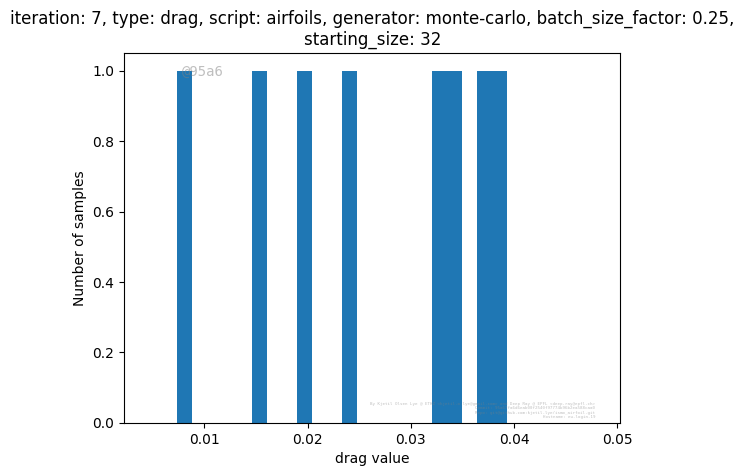 iteration: 7, type: drag, script: airfoils, generator: monte-carlo, batch_size_factor: 0.25,
starting_size: 32
@95a6
1.0
0.8
0.6
0.4
0.2
0.0
Number of samples
0.01
0.02
0.03
0.04
0.05
drag value